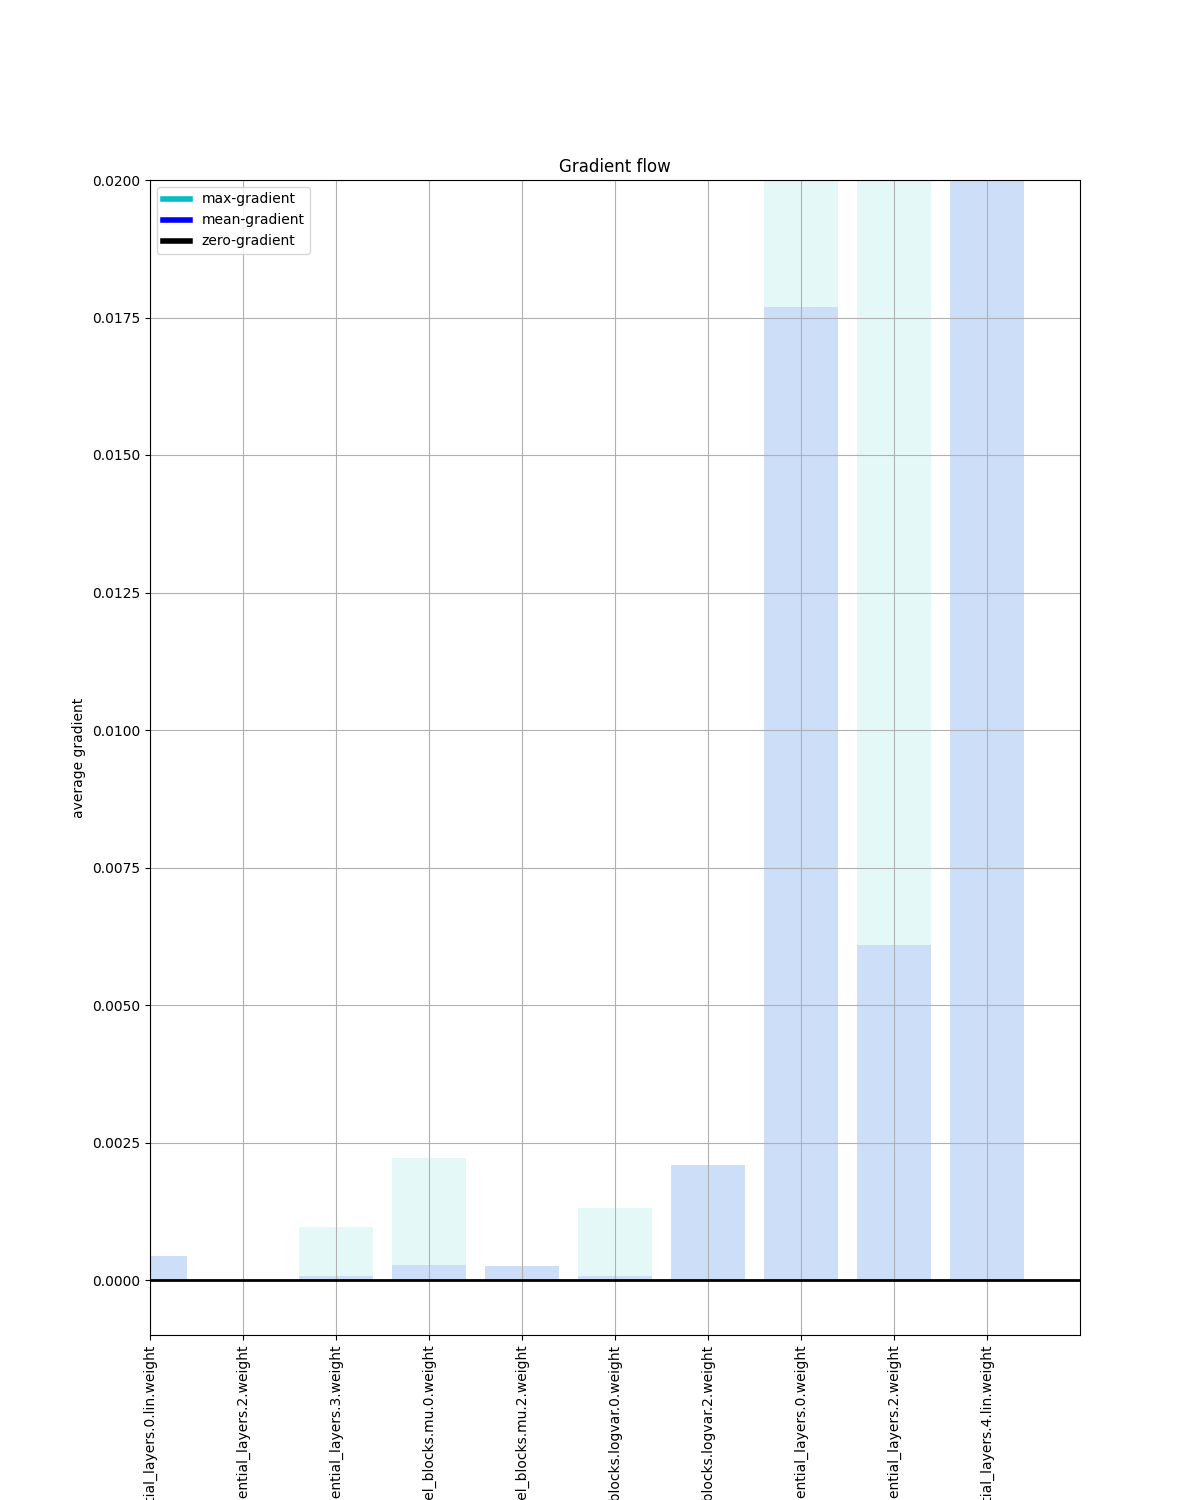 Gradient flow
max-gradient
mean-gradient
zero-gradient
0.0200
0.0175
0.0150
0.0125
0.0100
0.0075
0.0050
0.0025
0.0000
average gradient
tial_layers.0.lin.weight
ential_layers.2.weight
ential_layers.3.weight
el_blocks.mu.0.weight
el_blocks.mu.2.weight
blocks.logvar.0.weight
blocks.logvar.2.weight
ential_layers.0.weight
ential_layers.2.weight
tial_layers.4.lin.weight